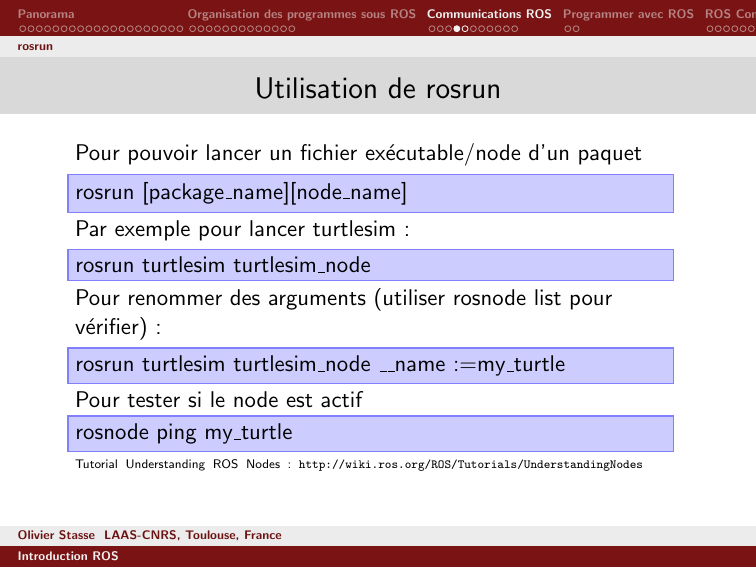 Panorama Organisation des programmes sous ROS Communications ROS Programmer avec ROS ROS Con
rosrun
Utilisation de rosrun
Pour pouvoir lancer un fichier exécutable/node d'un paquet
rosrun [package_name][node_name]
Par exemple pour lancer turtlesim :
rosrun turtlesim turtlesim_node
Pour renommer des arguments (utiliser rosnode list pour
vérifier) :
rosrun turtlesim turtlesim_node __name :=my_turtle
Pour tester si le node est actif
rosnode ping my_turtle
Tutorial Understanding ROS Nodes : http://wiki.ros.org/ROS/Tutorials/UnderstandingNodes
Olivier Stasse LAAS-CNRS, Toulouse, France
Introduction ROS